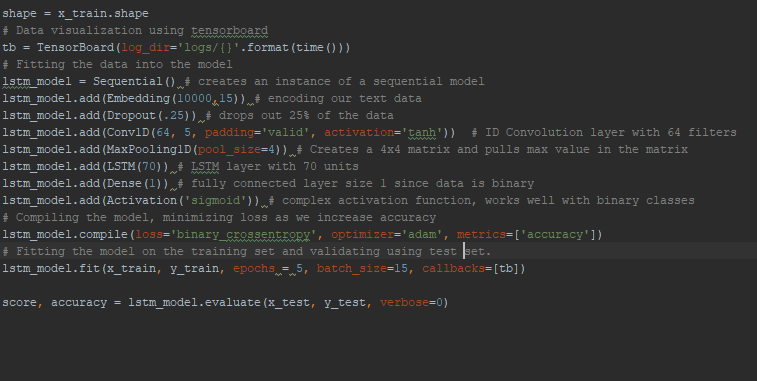 shape = x_train.shape
# Data visualization using tensorboard
tb = TensorBoard(log_dir='logs/{}'.format(time()))
# Fitting the data into the model
lstm_model = Sequential() # creates an instance of a sequential model
lstm_model.add(Embedding(10000,15)) # encoding our text data
lstm_model.add(Dropout(.25)) # drops out 25% of the data
lstm_model.add(Conv1D(64, 5, padding='valid', activation='tanh'))  # 1D Convolution layer with 64 filters
lstm_model.add(MaxPooling1D(pool_size=4)) # Creates a 4x4 matrix and pulls max value in the matrix
lstm_model.add(LSTM(70)) # LSTM layer with 70 units
lstm_model.add(Dense(1)) # fully connected layer size 1 since data is binary
lstm_model.add(Activation('sigmoid')) # complex activation function, works well with binary classes
# Compiling the model, minimizing loss as we increase accuracy
lstm_model.compile(loss='binary_crossentropy', optimizer='adam', metrics=['accuracy'])
# Fitting the model on the training set and validating using test set.
lstm_model.fit(x_train, y_train, epochs = 5, batch_size=15, callbacks=[tb])
score, accuracy = lstm_model.evaluate(x_test, y_test, verbose=0)